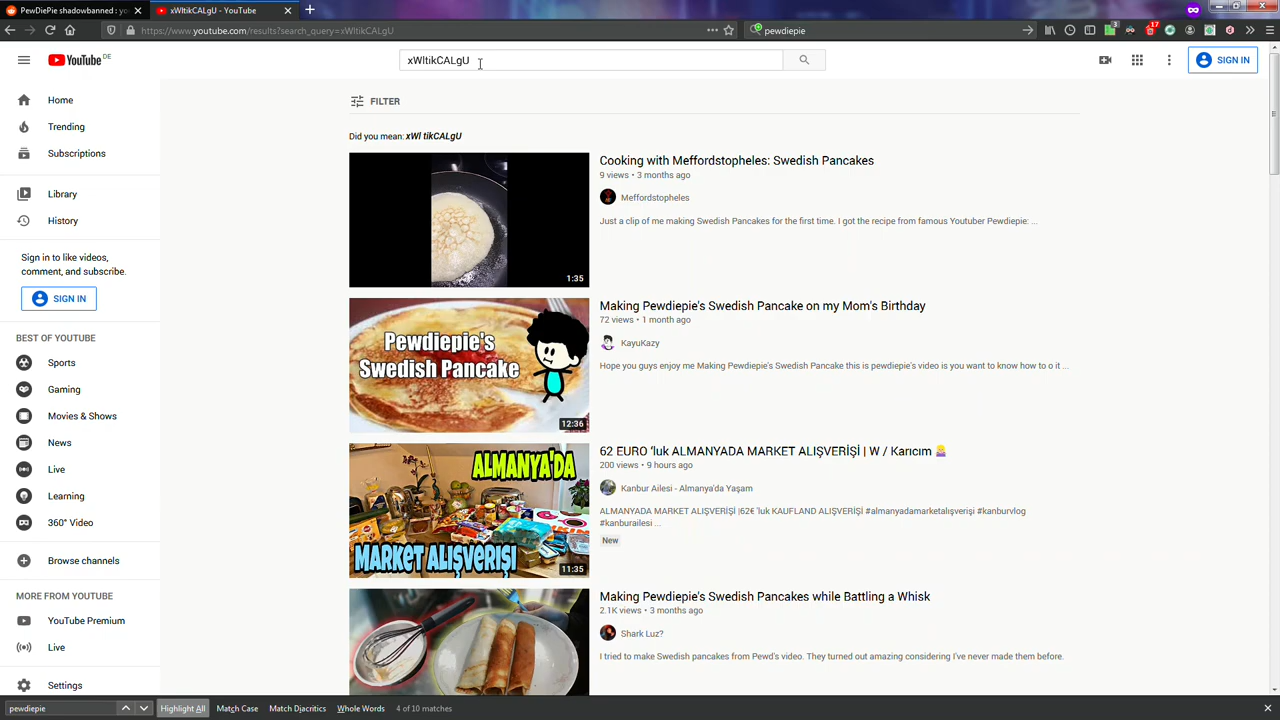 PewDiePie shadowbanned : yo
xWItikCALgU - YouTube
https://www.youtube.com/results?search_query=xWItikCALgU
pewdiepie
3
17
YouTube DE
xWItikCALgU
SIGN IN
Home
Trending
Subscriptions
Library
History
Sign in to like videos,
comment, and subscribe.
SIGN IN
BEST OF YOUTUBE
Sports
Gaming
Movies & Shows
News
Live
Learning
360° Video
Browse channels
MORE FROM YOUTUBE
YouTube Premium
Live
Settings
FILTER
Did you mean: xWl tikCALgU
1:35
Cooking with Meffordstopheles: Swedish Pancakes
9 views • 3 months ago
Meffordstopheles
Just a clip of me making Swedish Pancakes for the first time. I got the recipe from famous Youtuber Pewdiepie: ...
Pewdiepie's
Swedish Pancake
12:36
Making Pewdiepie's Swedish Pancake on my Mom's Birthday
72 views • 1 month ago
KayuKazy
Hope you guys enjoy me Making Pewdiepie's Swedish Pancake this is pewdiepie's video is you want to know how to o it ...
ALMANYA'DA
MARKET ALIŞVERİŞİ
11:35
62 EURO 'luk ALMANYADA MARKET ALIŞVERİŞİ | W / Karıcım 🙎‍♀️
200 views • 9 hours ago
Kanbur Ailesi - Almanya'da Yaşam
ALMANYADA MARKET ALIŞVERİŞİ |62€ 'luk KAUFLAND ALIŞVERİŞİ #almanyadamarketalışverişi #kanburvlog
#kanburailesi ...
New
Making Pewdiepie's Swedish Pancakes while Battling a Whisk
2.1K views • 3 months ago
Shark Luz?
I tried to make Swedish pancakes from Pewd's video. They turned out amazing considering I've never made them before.
pewdiepie
Highlight All
Match Case
Match Diacritics
Whole Words
4 of 10 matches